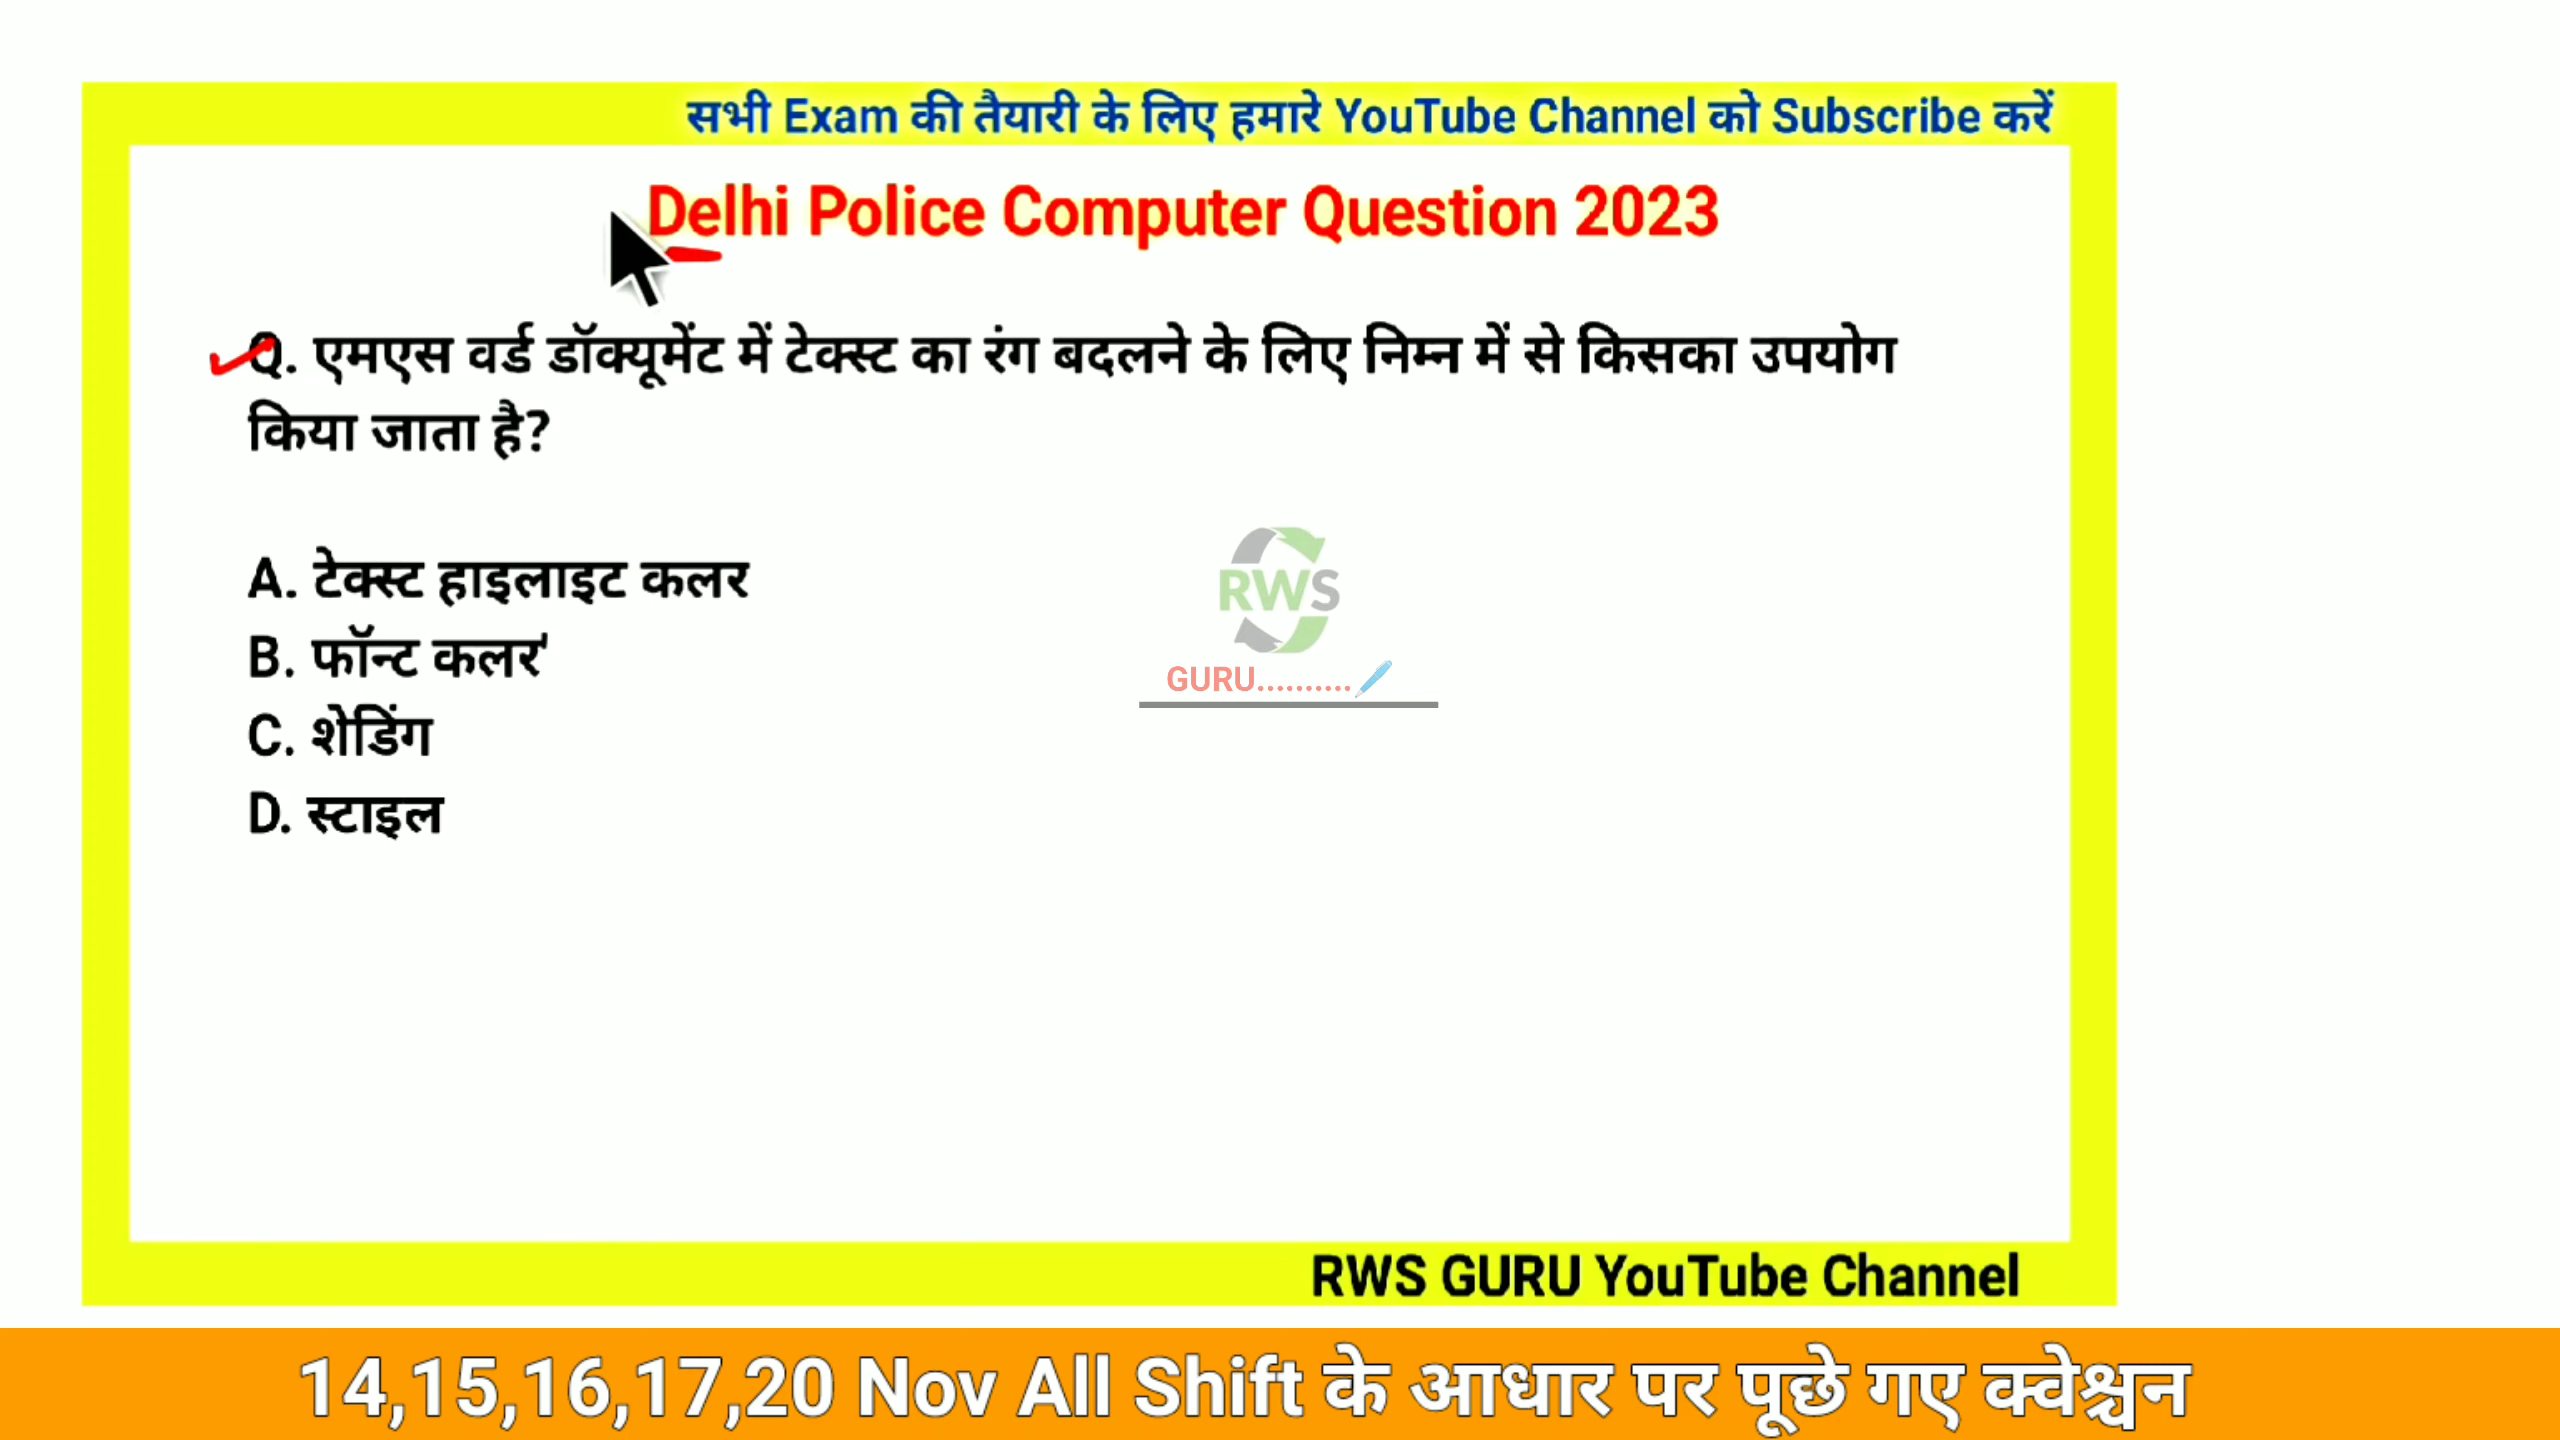 सभी Exam की तैयारी के लिए हमारे YouTube Channel को Subscribe करें
Delhi Police Computer Question 2023
Q. एमएस वर्ड डॉक्यूमेंट में टेक्स्ट का रंग बदलने के लिए निम्न में से किसका उपयोग
किया जाता है?
A. टेक्स्ट हाइलाइट कलर
B. फॉन्ट कलर'
C. शेडिंग
D. स्टाइल
RWS
GURU..........
RWS GURU YouTube Channel
14,15,16,17,20 Nov All Shift के आधार पर पूछे गए क्वेश्चन